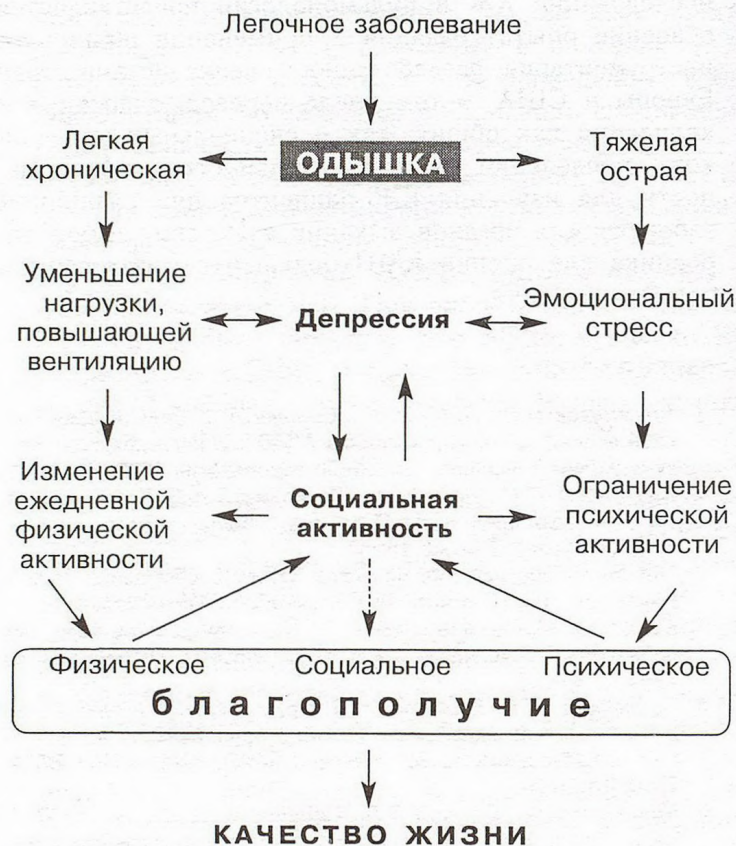 Легочное заболевание
Легкая
хроническая
ОДЫШКА
Тяжелая
острая
Уменьшение
нагрузки,
повышающей
вентиляцию
Депрессия
Эмоциональный
стресс
Изменение
ежедневной
физической
активности
Социальная
активность
Ограничение
психической
активности
Физическое
Социальное
Психическое
благополучие
КАЧЕСТВО ЖИЗНИ